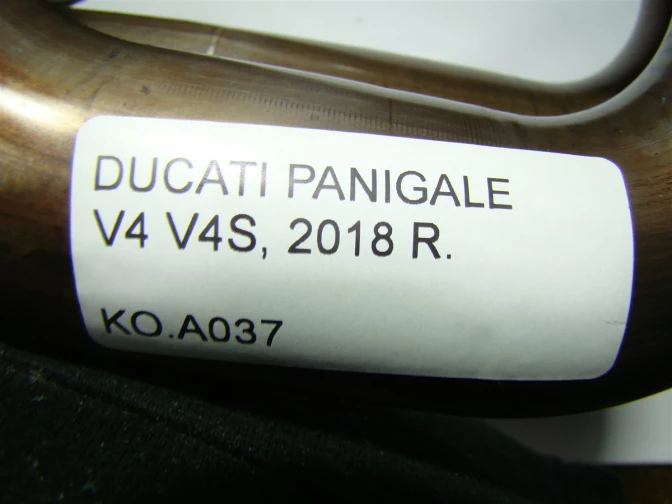 DUCATI PANIGALE
V4 V4S, 2018 R.
KO.A037